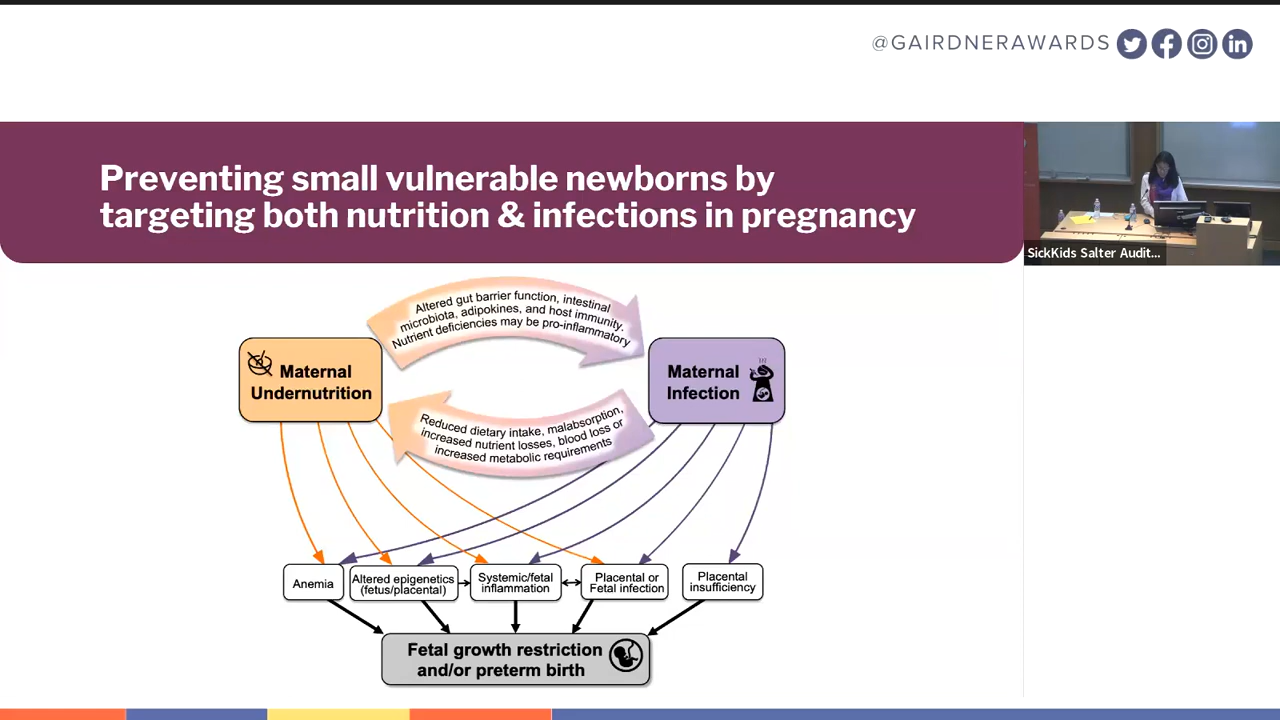 @GAIRDNERAWARDS
Preventing small vulnerable newborns by
targeting both nutrition & infections in pregnancy
SickKids Salter Audit...
Altered gut barrier function, intestinal
microbiota, adipokines, and host immunity.
Nutrient deficiencies may be pro-inflammatory
Maternal
Undernutrition
Maternal
Infection
Reduced dietary intake, malabsorption,
increased nutrient losses, blood loss or
increased metabolic requirements
Anemia
Altered epigenetics
(fetus/placental)
Systemic/fetal
inflammation
Placental or
Fetal infection
Placental
insufficiency
Fetal growth restriction
and/or preterm birth